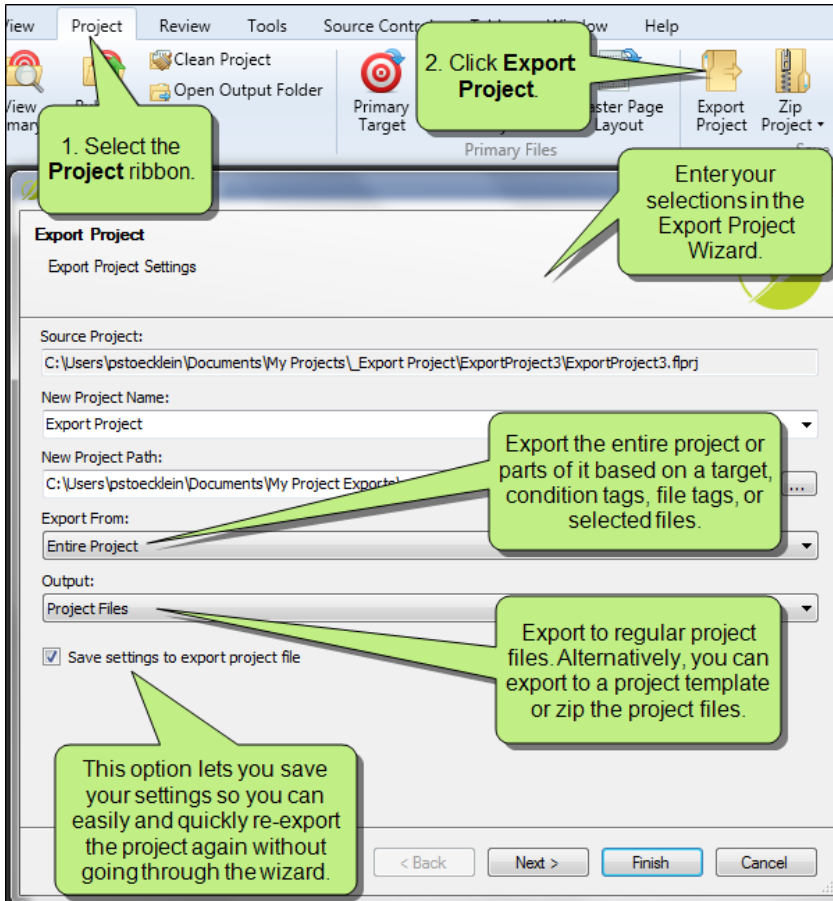 Project Review Tools Help
Clean Project
Open Output Folder
Primary
Target
Layout
Export
Project
Zip
Project
Primary Files
1. Select the
Project ribbon.
2. Click Export
Project.
Enter your
selections in the
Export Project
Wizard.
Export Project
Export Project Settings
Source Project:
C:\Users\pstoecklein\Documents\My Projects\_Export Project\ExportProject3\ExportProject3.flprj
New Project Name:
Export Project
New Project Path:
C:\Users\pstoecklein\Documents\My Project Exports\
...
Export the entire project or
parts of it based on a target,
condition tags, file tags, or
selected files.
Export From:
Entire Project
Output:
Project Files
Export to regular project
files. Alternatively, you can
export to a project template
or zip the project files.
Save settings to export project file
This option lets you save
your settings so you can
easily and quickly re-export
the project again without
going through the wizard.
< Back Next > Finish Cancel